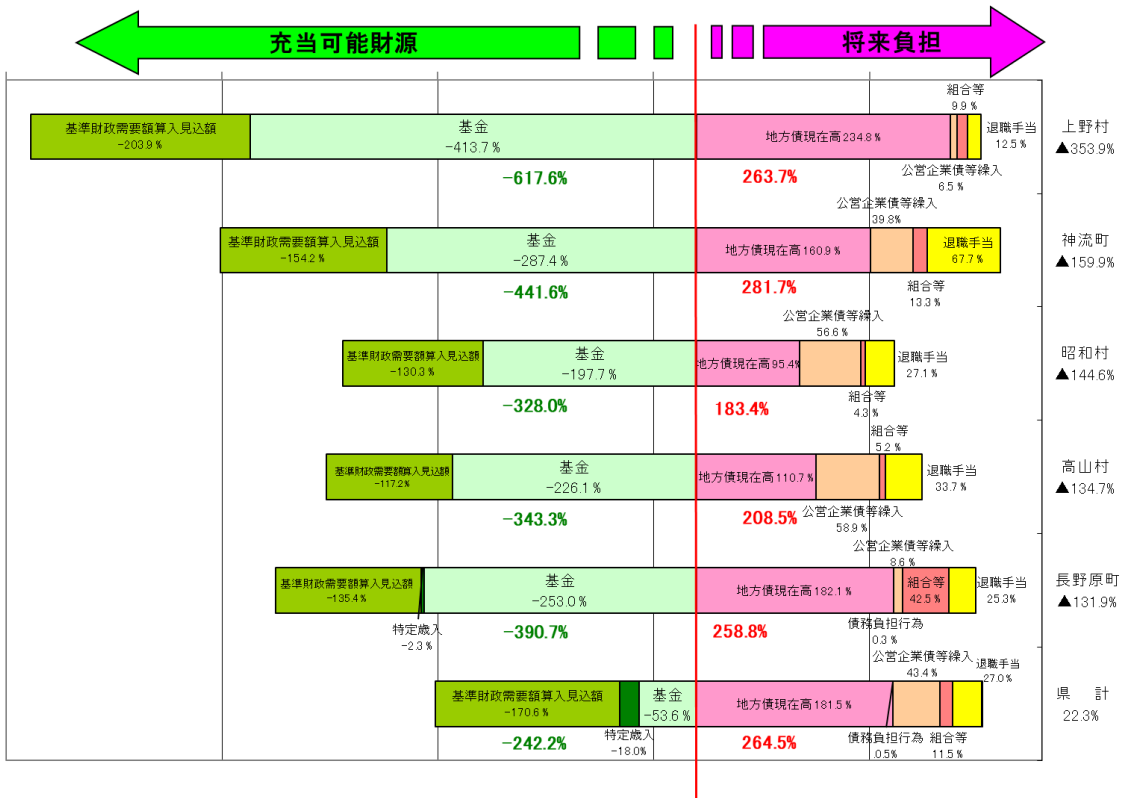 充当可能財源
将来負担
組合等
9.9%
基準財政需要額算入見込額
-203.9%
基金
-413.7%
地方債現在高234.8%
退職手当
12.5%
上野村
▲353.9%
-617.6%
263.7%
公営企業債等繰入
6.5%
公営企業債等繰入
39.8%
基準財政需要額算入見込額
-154.2%
基金
-287.4%
地方債現在高160.9%
退職手当
67.7%
神流町
▲159.9%
-441.6%
281.7%
組合等
13.3%
公営企業債等繰入
56.6%
基準財政需要額算入見込額
-130.3%
基金
-197.7%
地方債現在高95.4%
退職手当
27.1%
昭和村
▲144.6%
-328.0%
183.4%
組合等
4.3%
組合等
5.2%
基準財政需要額算入見込額
-117.2%
基金
-226.1%
地方債現在高110.7%
退職手当
33.7%
高山村
▲134.7%
-343.3%
208.5%
公営企業債等繰入
58.9%
公営企業債等繰入
8.6%
基準財政需要額算入見込額
-135.4%
基金
-253.0%
地方債現在高182.1%
組合等
42.5%
退職手当
25.3%
長野原町
▲131.9%
特定歳入
-2.3%
-390.7%
258.8%
債務負担行為
0.3%
公営企業債等繰入
43.4%
退職手当
27.0%
基準財政需要額算入見込額
-170.6%
基金
-53.6%
地方債現在高181.5%
県計
22.3%
-242.2%
特定歳入
-18.0%
264.5%
債務負担行為
0.5%
組合等
11.5%